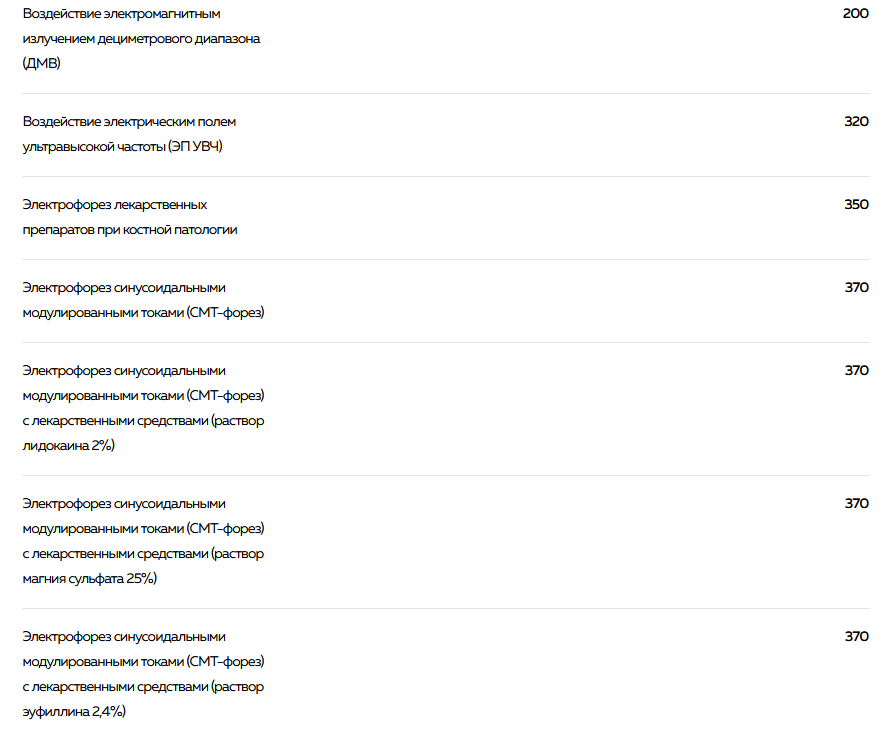 Воздействие электромагнитным 200
излучением дециметрового диапазона
(ДМВ)
Воздействие электрическим полем 320
ультравысокой частоты (ЭП УВЧ)
Электрофорез лекарственных 350
препаратов при костной патологии
Электрофорез синусоидальными 370
модулированными токами (СМТ-форез)
Электрофорез синусоидальными 370
модулированными токами (СМТ-форез)
с лекарственными средствами (раствор
лидокаина 2%)
Электрофорез синусоидальными 370
модулированными токами (СМТ-форез)
с лекарственными средствами (раствор
магния сульфата 25%)
Электрофорез синусоидальными 370
модулированными токами (СМТ-форез)
с лекарственными средствами (раствор
эуфиллина 2,4%)